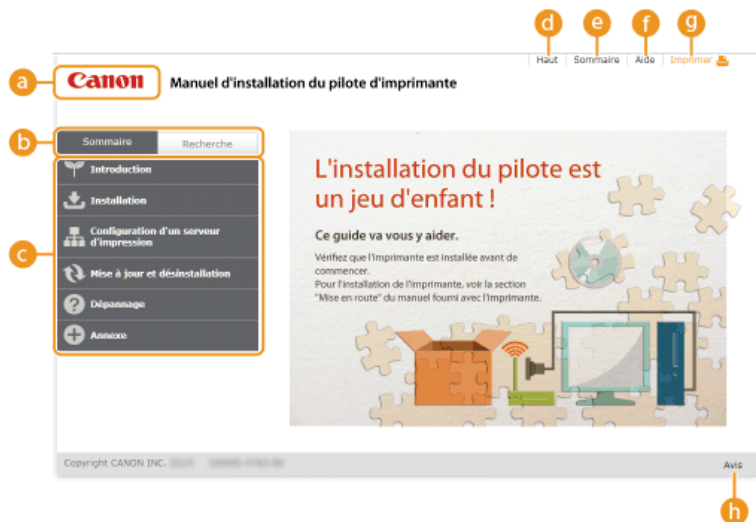 d e f g
Haut Sommaire Aide Imprimer
a Canon Manuel d'installation du pilote d'imprimante
b Sommaire Recherche
c
Introduction
Installation
Configuration d'un serveur
d'impression
Mise à jour et désinstallation
Dépannage
Annexe
L'installation du pilote est
un jeu d'enfant !
Ce guide va vous y aider.
Vérifiez que l'imprimante est installée avant de
commencer.
Pour l'installation de l'imprimante, voir la section
"Mise en route" du manuel fourni avec l'imprimante.
Copyright CANON INC.
Avis
h